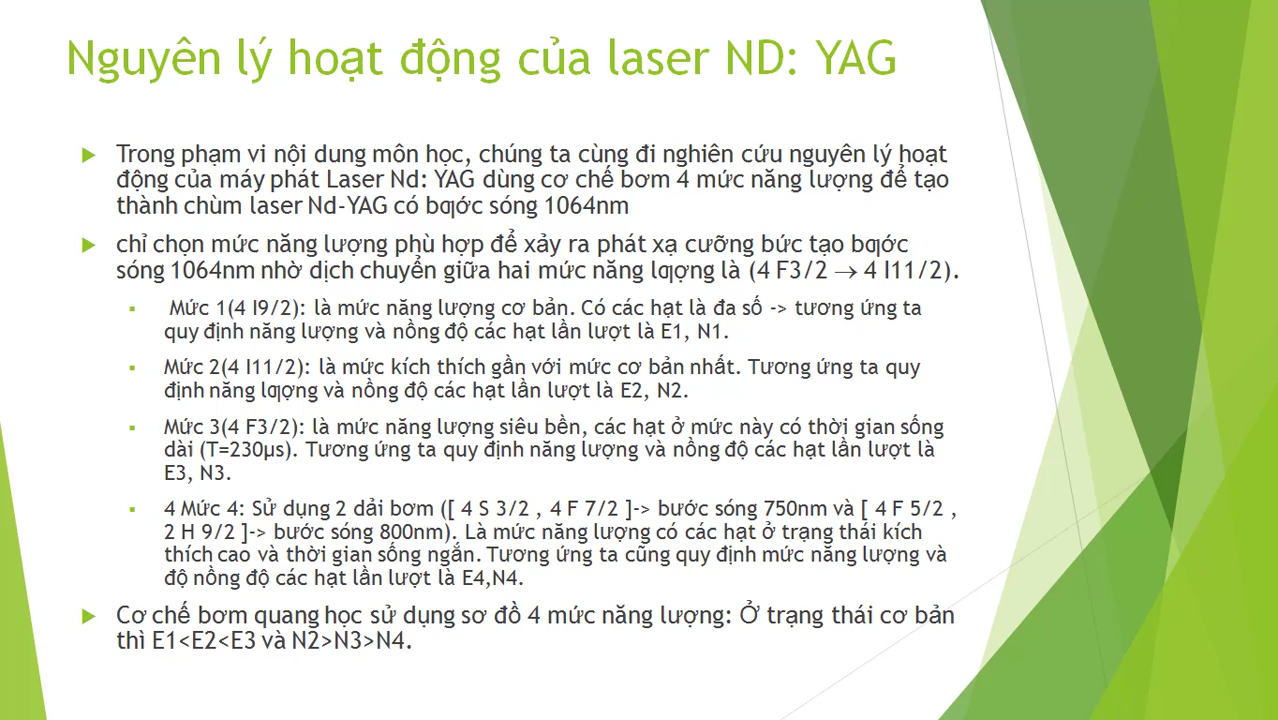 Nguyên lý hoạt động của laser ND: YAG
Trong phạm vi nội dung môn học, chúng ta cùng đi nghiên cứu nguyên lý hoạt
động của máy phát Laser Nd: YAG dùng cơ chế bơm 4 mức năng lượng để tạo
thành chùm laser Nd-YAG có bƣớc sóng 1064nm
chỉ chọn mức năng lượng phù hợp để xảy ra phát xạ cưỡng bức tạo bƣớc
sóng 1064nm nhờ dịch chuyển giữa hai mức năng lƣợng là (4 F3/2 → 4 I11/2).
Mức 1(4 I9/2): là mức năng lượng cơ bản. Có các hạt là đa số -> tương ứng ta
quy định năng lượng và nồng độ các hạt lần lượt là E1, N1.
Mức 2(4 I11/2): là mức kích thích gần với mức cơ bản nhất. Tương ứng ta quy
định năng lƣợng và nồng độ các hạt lần lượt là E2, N2.
Mức 3(4 F3/2): là mức năng lượng siêu bền, các hạt ở mức này có thời gian sống
dài (T=230µs). Tương ứng ta quy định năng lượng và nồng độ các hạt lần lượt là
E3, N3.
4 Mức 4: Sử dụng 2 dải bơm ([ 4 S 3/2 , 4 F 7/2 ]-> bước sóng 750nm và [ 4 F 5/2 ,
2 H 9/2 ]-> bước sóng 800nm). Là mức năng lượng có các hạt ở trạng thái kích
thích cao và thời gian sống ngắn. Tương ứng ta cũng quy định mức năng lượng và
độ nồng độ các hạt lần lượt là E4,N4.
Cơ chế bơm quang học sử dụng sơ đồ 4 mức năng lượng: Ở trạng thái cơ bản
thì E1<E2<E3 và N2>N3>N4.